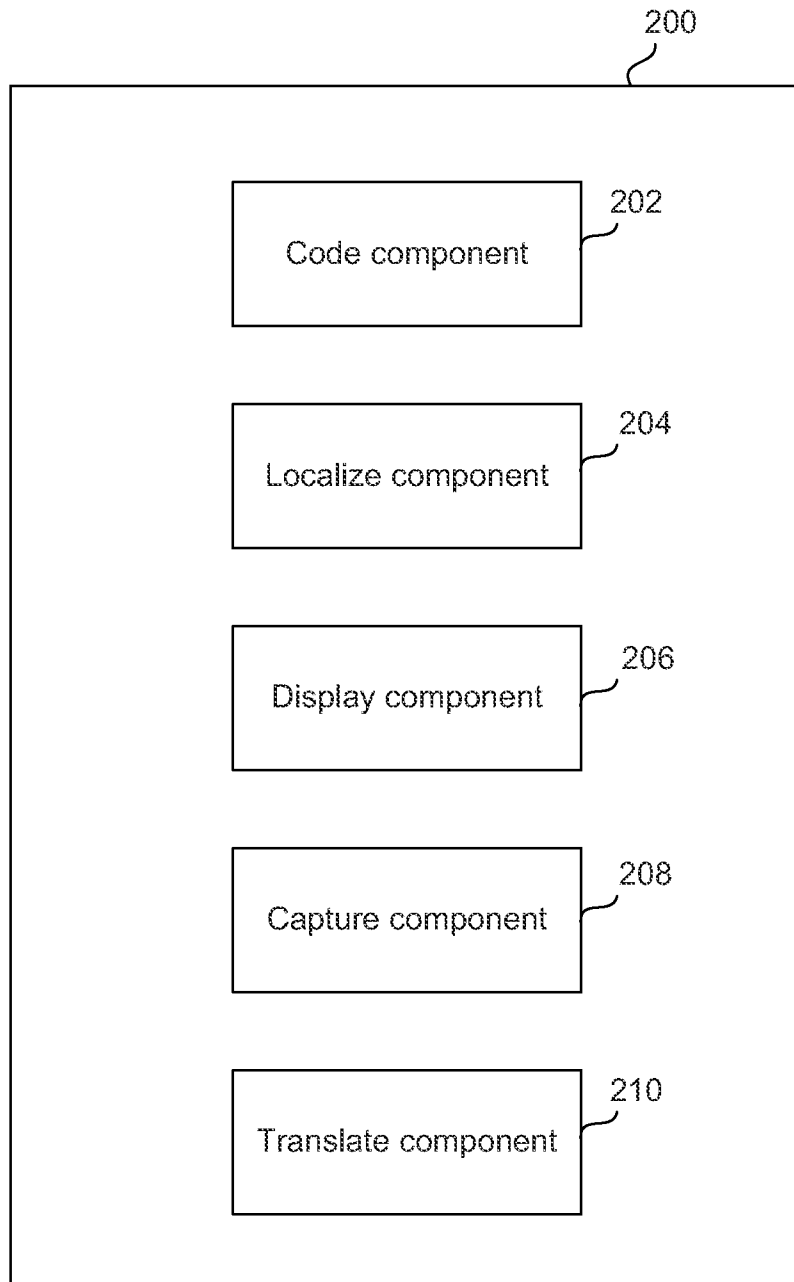 200
202
Code component
204
Localize component
206
Display component
208
Capture component
210
Translate component